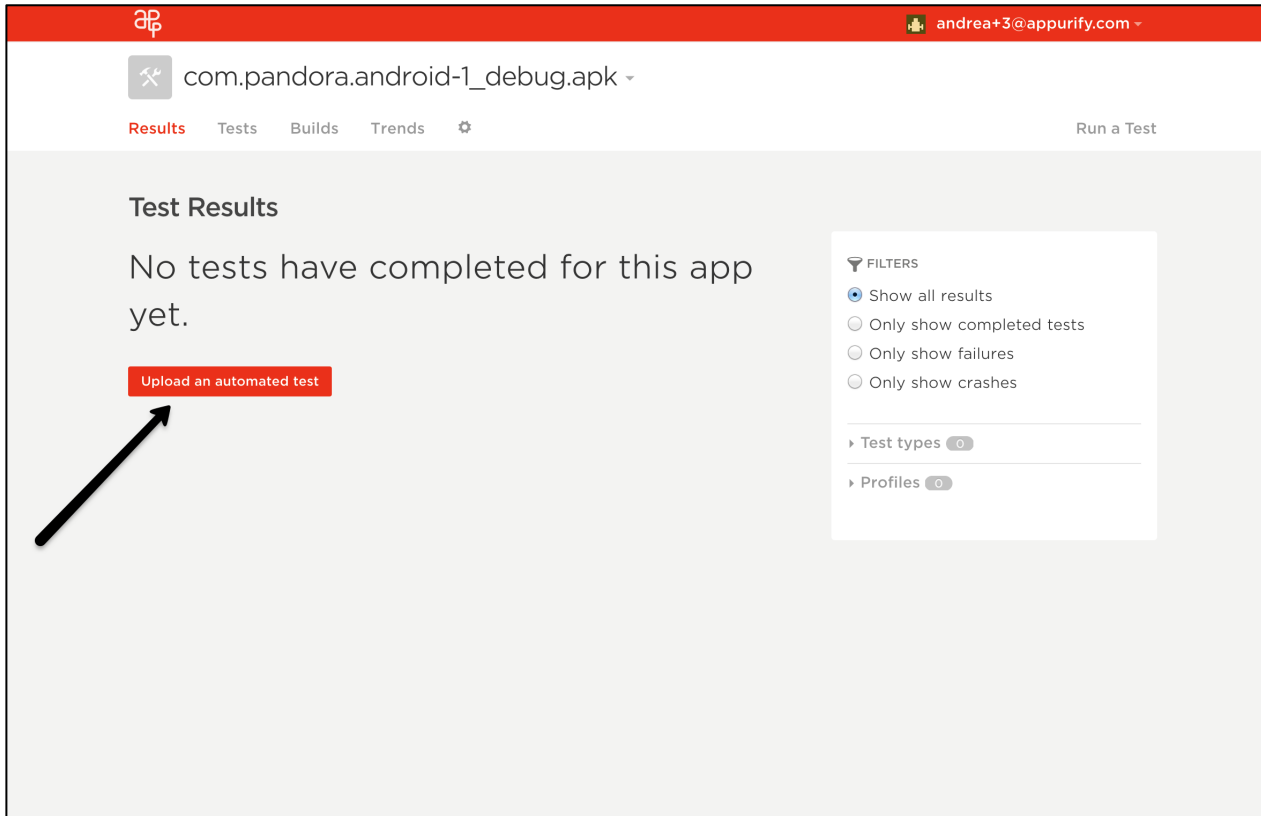 app
andrea+3@appurify.com
com.pandora.android-1_debug.apk
Results Tests Builds Trends Run a Test
Test Results
No tests have completed for this app
yet.
Upload an automated test
FILTERS
Show all results
Only show completed tests
Only show failures
Only show crashes
Test types 0
Profiles 0